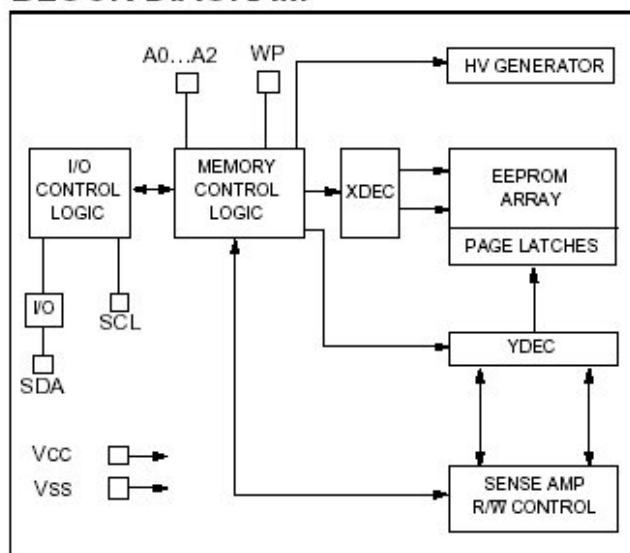 A0...A2
WP
HV GENERATOR
I/O
CONTROL
LOGIC
MEMORY
CONTROL
LOGIC
XDEC
EEPROM
ARRAY
PAGE LATCHES
I/O
SCL
SDA
YDEC
VCC
VSS
SENSE AMP
R/W CONTROL